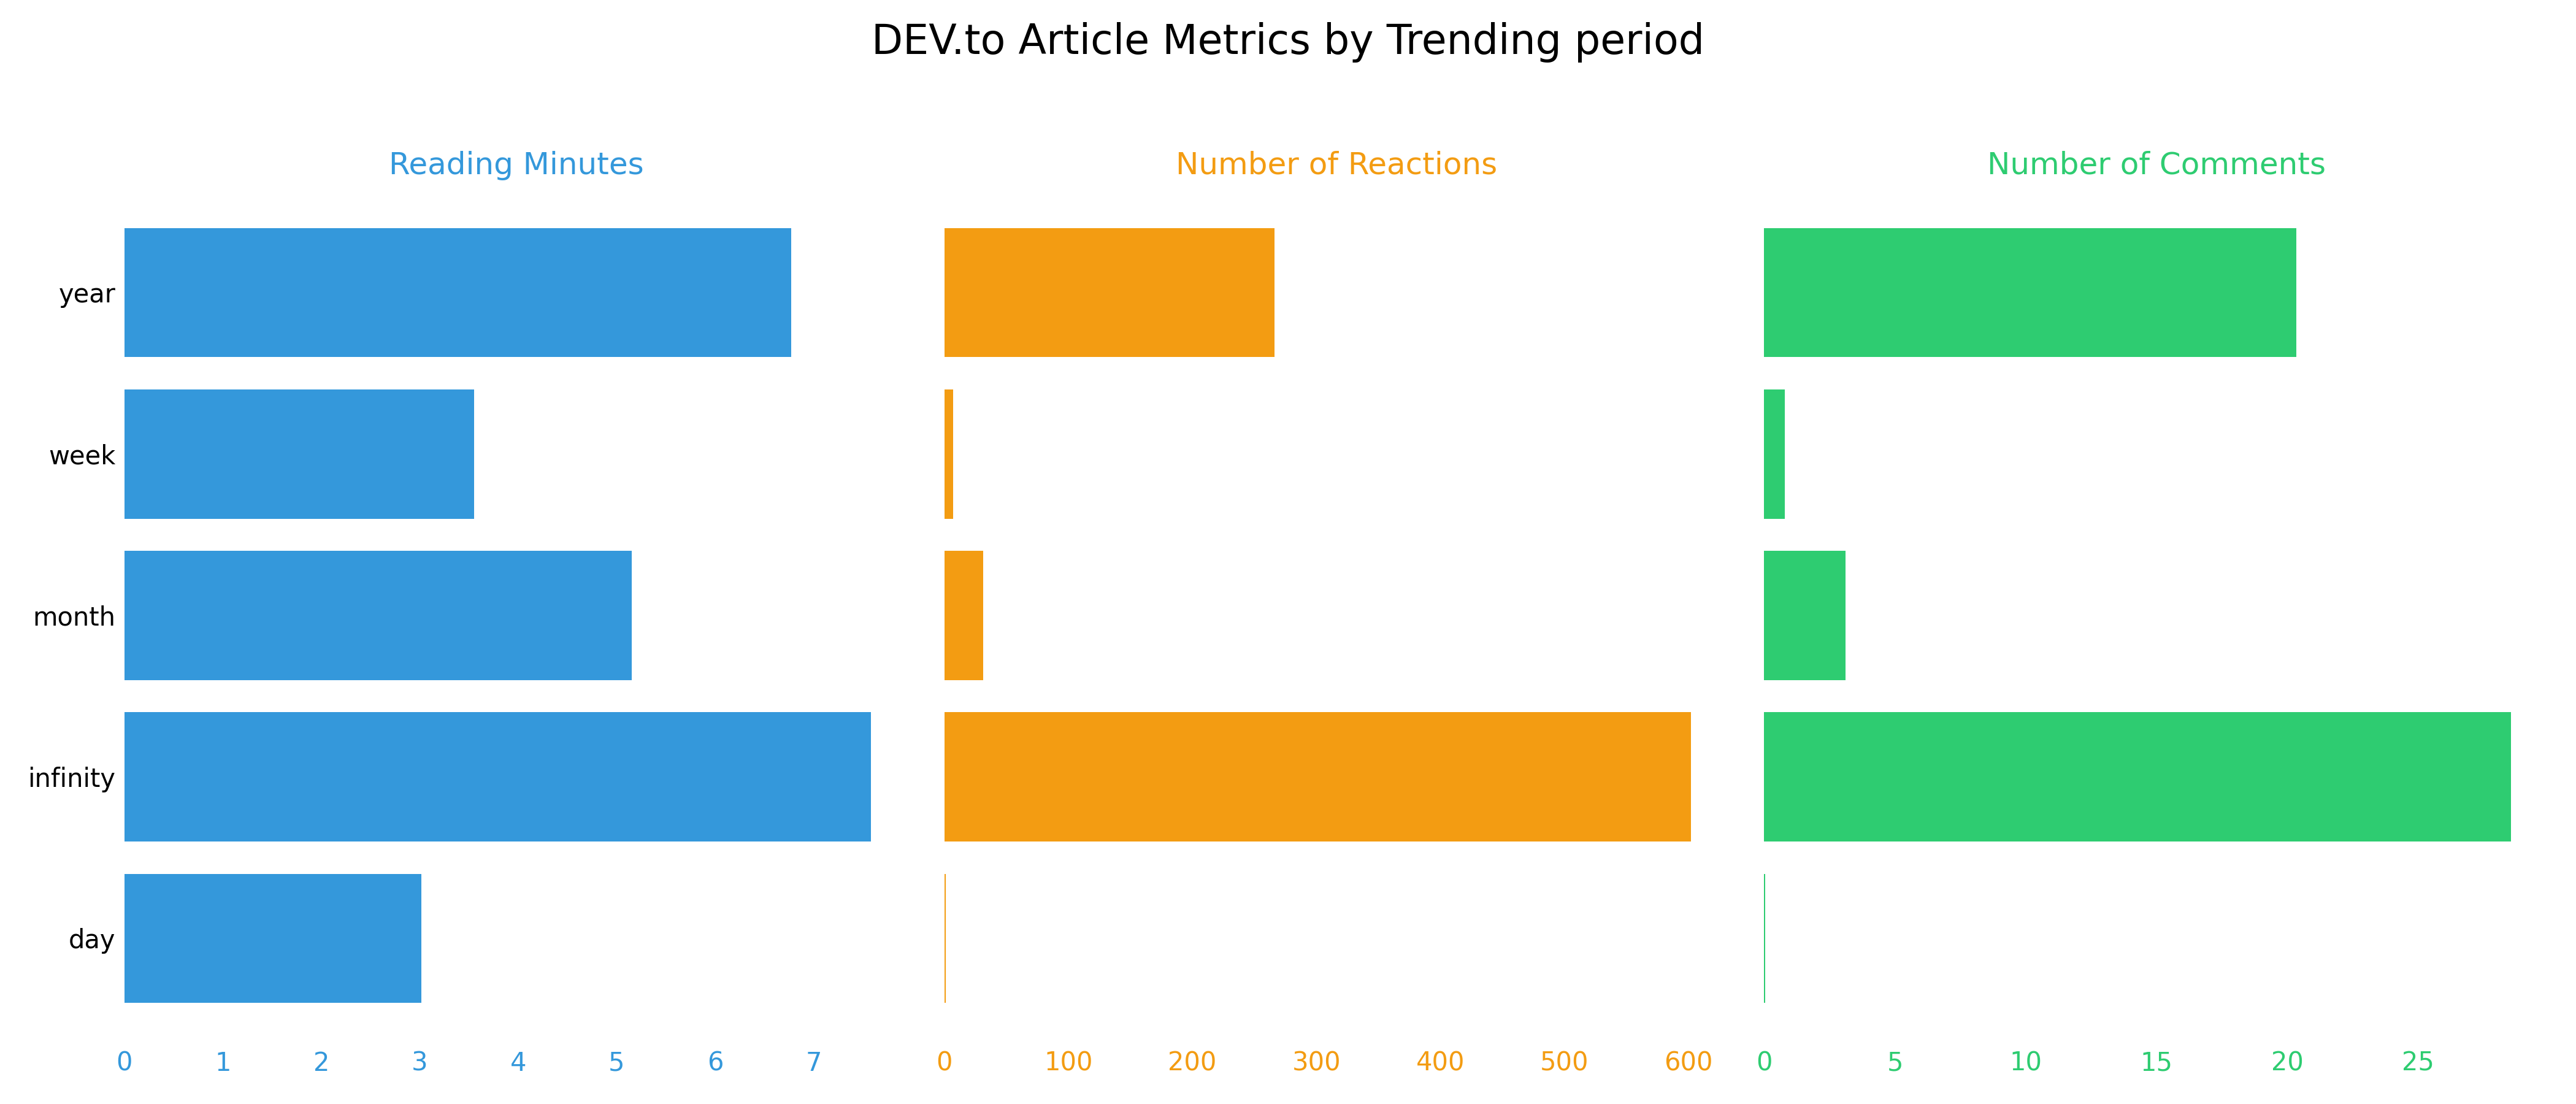 DEV.to Article Metrics by Trending period
Reading Minutes
Number of Reactions
Number of Comments
year
week
month
infinity
day
0 1 2 3 4 5 6 7
0 100 200 300 400 500 600
0 5 10 15 20 25